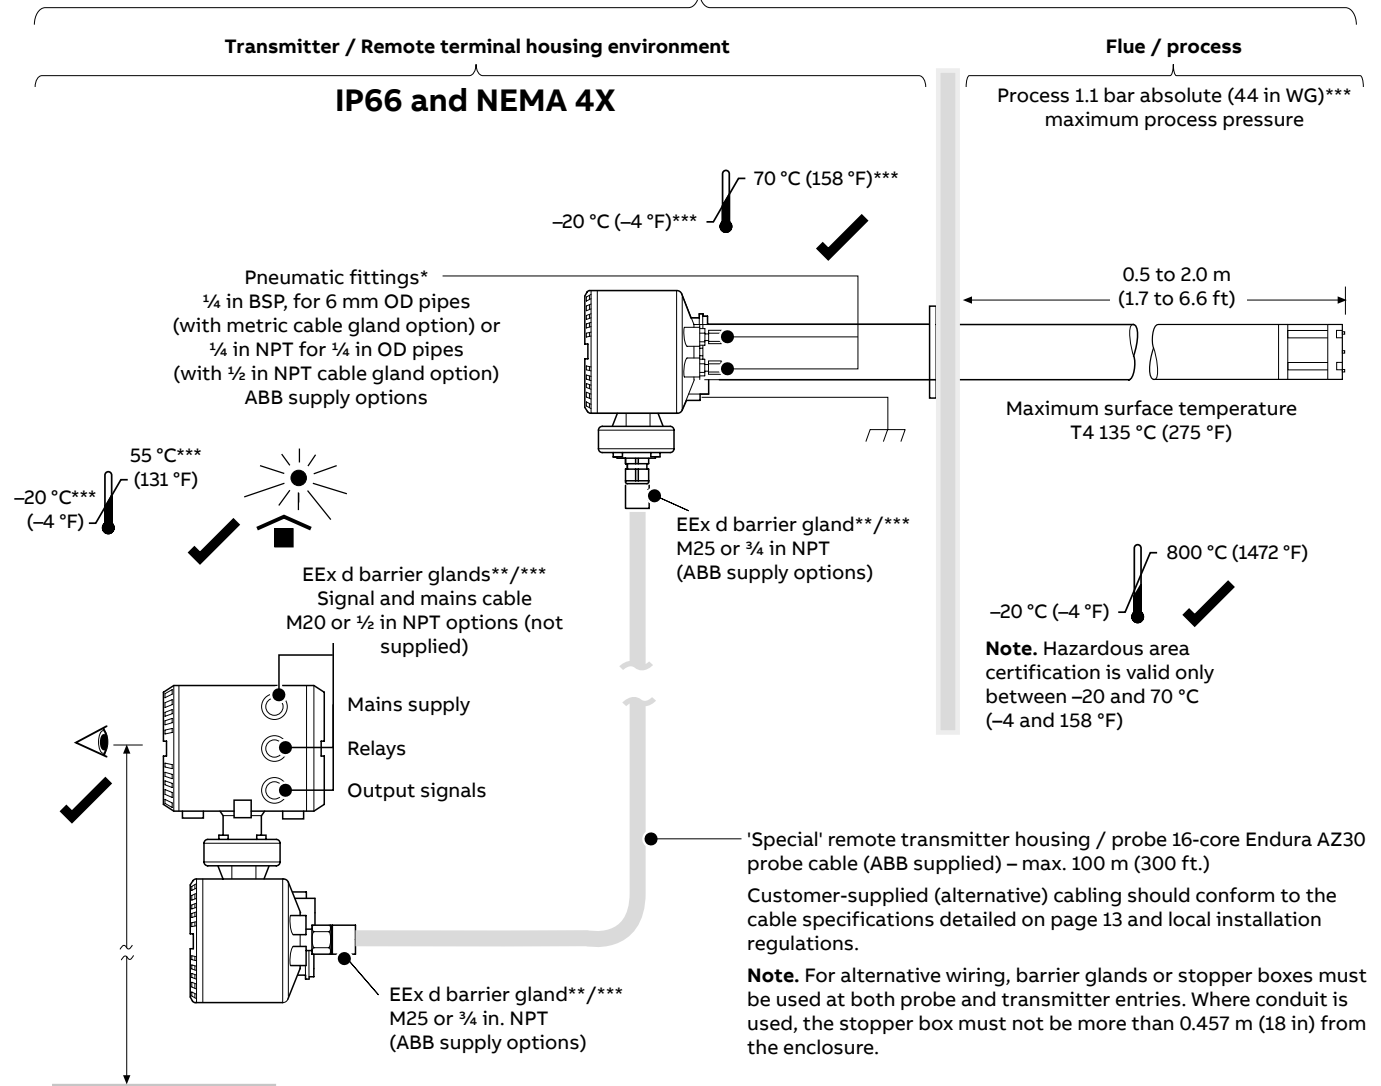 Transmitter / Remote terminal housing environment
Flue / process
IP66 and NEMA 4X
Process 1.1 bar absolute (44 in WG)***
maximum process pressure
70 °C (158 °F)***
–20 °C (–4 °F)***
Pneumatic fittings*
¼ in BSP, for 6 mm OD pipes
(with metric cable gland option) or
¼ in NPT for ¼ in OD pipes
(with ½ in NPT cable gland option)
ABB supply options
0.5 to 2.0 m
(1.7 to 6.6 ft)
Maximum surface temperature
T4 135 °C (275 °F)
55 °C***
(131 °F)
–20 °C***
(–4 °F)
EEx d barrier gland**/***
M25 or ¾ in NPT
(ABB supply options)
800 °C (1472 °F)
–20 °C (–4 °F)
Note. Hazardous area
certification is valid only
between –20 and 70 °C
(–4 and 158 °F)
EEx d barrier glands**/***
Signal and mains cable
M20 or ½ in NPT options (not
supplied)
Mains supply
Relays
Output signals
'Special' remote transmitter housing / probe 16-core Endura AZ30
probe cable (ABB supplied) – max. 100 m (300 ft.)
Customer-supplied (alternative) cabling should conform to the
cable specifications detailed on page 13 and local installation
regulations.
Note. For alternative wiring, barrier glands or stopper boxes must
be used at both probe and transmitter entries. Where conduit is
used, the stopper box must not be more than 0.457 m (18 in) from
the enclosure.
EEx d barrier gland**/***
M25 or ¾ in. NPT
(ABB supply options)